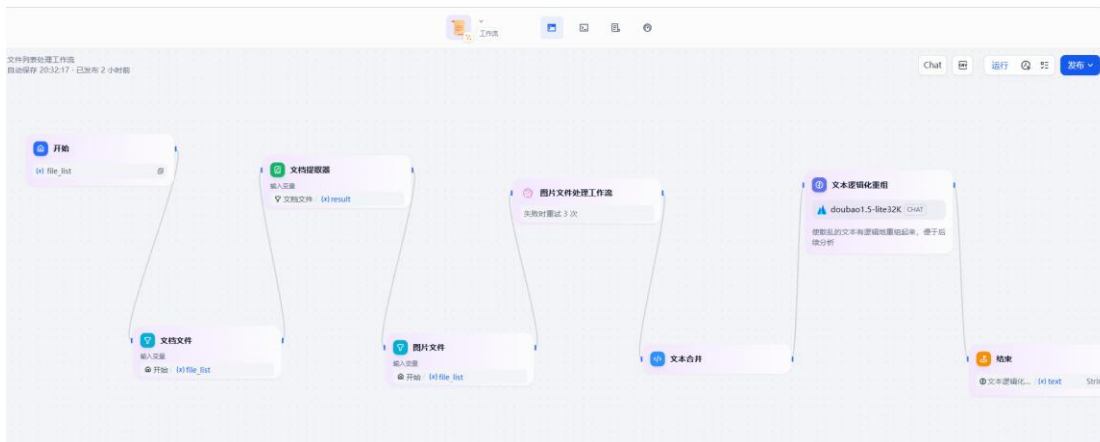 工作流
文件列表处理工作流
自动保存 20:32:17 · 已发布 2 小时前
Chat
运行
发布
开始
(x) file_list
文档提取器
输入变量
文档文件 / (x) result
图片文件处理工作流
失败时重试 3 次
文本逻辑化重组
doubao1.5-lite32K CHAT
使散乱的文本有逻辑地重组起来，便于后
续分析
文档文件
输入变量
开始 / (x) file_list
图片文件
输入变量
开始 / (x) file_list
文本合并
结束
文本逻辑化... / (x) text Strin